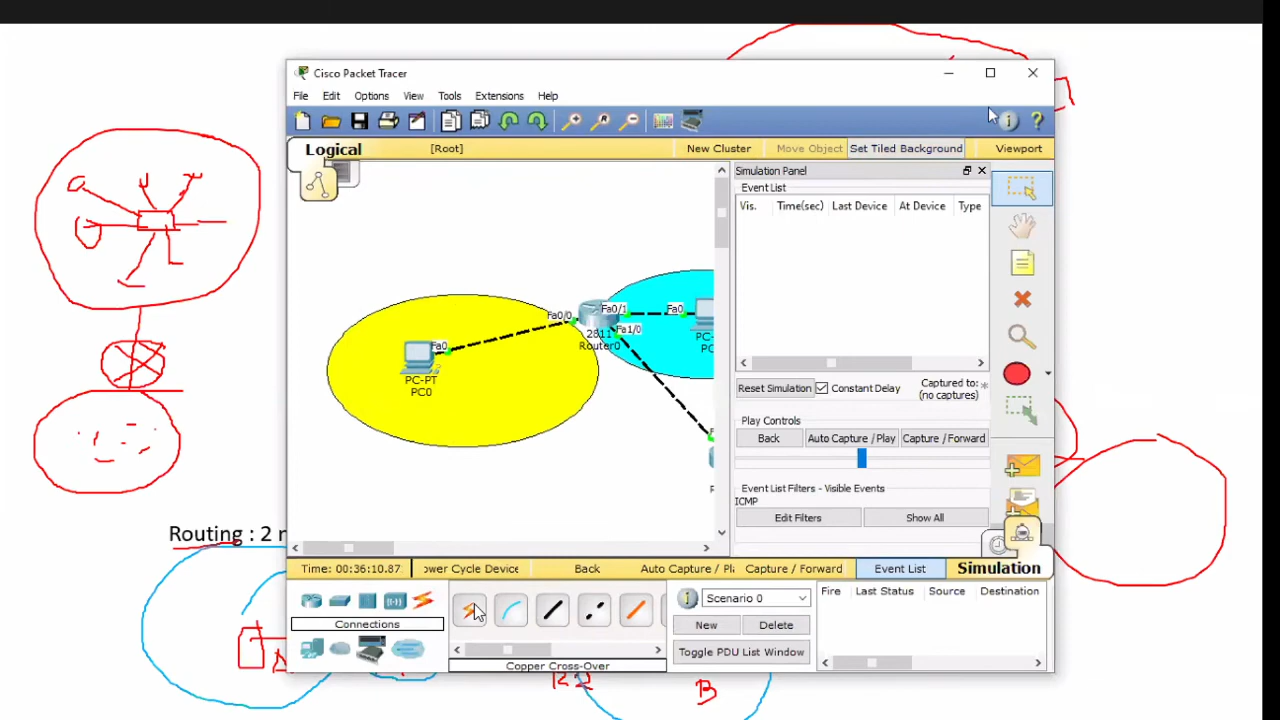 Cisco Packet Tracer
File Edit Options View Tools Extensions Help
Logical [Root] New Cluster Move Object Set Tiled Background Viewport
Simulation Panel
Event List
Vis. Time(sec) Last Device At Device Type
Fa0/0 Fa0/1 Fa0
Fa1/0
2811
Router0
PC-
PC
Fa0
PC-PT
PC0
F
P
Reset Simulation Constant Delay Captured to: *
(no captures)
Play Controls
Back Auto Capture / Play Capture / Forward
Event List Filters - Visible Events
ICMP
Edit Filters Show All
Routing : 2 r
Time: 00:36:10.87 ower Cycle Device Back Auto Capture / Pl Capture / Forward Event List Simulation
Connections
Copper Cross-Over
Scenario 0
New Delete
Toggle PDU List Window
Fire Last Status Source Destination
R2
B